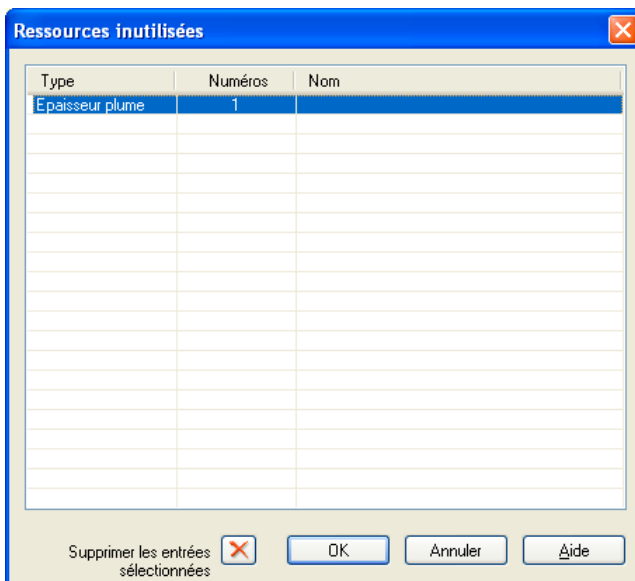 Ressources inutilisées
Type Numéros Nom
Epaisseur plume 1
Supprimer les entrées
sélectionnées
OK Annuler Aide